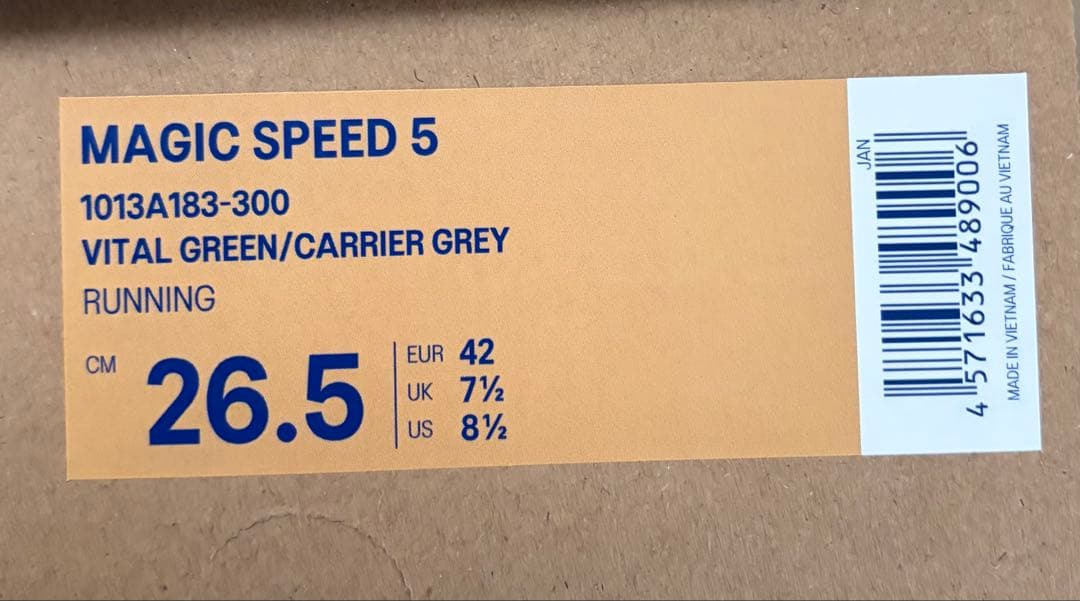 MAGIC SPEED 5
1013A183-300
VITAL GREEN/CARRIER GREY
RUNNING
CM 26.5
EUR 42
UK 7½
US 8½
JAN
4 571633 489006
MADE IN VIETNAM / FABRIQUE AU VIETNAM